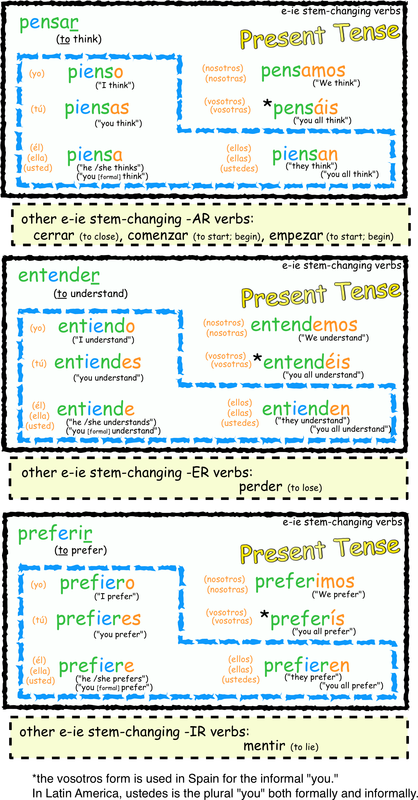 e-ie stem-changing verbs
pensar
(to think)
Present Tense
(yo) pienso (nosotros) (nosotras) pensamos
("I think") ("We think")
(tú) piensas (vosotros) (vosotras) *pensáis
("you think") ("you all think")
(él) (ella) (usted) piensa (ellos) (ellas) (ustedes) piensan
("he /she thinks") ("they think")
("you [formal] think") ("you all think")
other e-ie stem-changing -AR verbs:
cerrar (to close), comenzar (to start; begin), empezar (to start; begin)
e-ie stem-changing verbs
entender
(to understand)
Present Tense
(yo) entiendo (nosotros) (nosotras) entendemos
("I understand") ("We understand")
(tú) entiendes (vosotros) (vosotras) *entendéis
("you understand") ("you all understand")
(él) (ella) (usted) entiende (ellos) (ellas) (ustedes) entienden
("he /she understands") ("they understand")
("you [formal] understand") ("you all understand")
other e-ie stem-changing -ER verbs:
perder (to lose)
e-ie stem-changing verbs
preferir
(to prefer)
Present Tense
(yo) prefiero (nosotros) (nosotras) preferimos
("I prefer") ("We prefer")
(tú) prefieres (vosotros) (vosotras) *preferís
("you prefer") ("you all prefer")
(él) (ella) (usted) prefiere (ellos) (ellas) (ustedes) prefieren
("he /she prefers") ("they prefer")
("you [formal] prefer") ("you all prefer")
other e-ie stem-changing -IR verbs:
mentir (to lie)
*the vosotros form is used in Spain for the informal "you."
In Latin America, ustedes is the plural "you" both formally and informally.